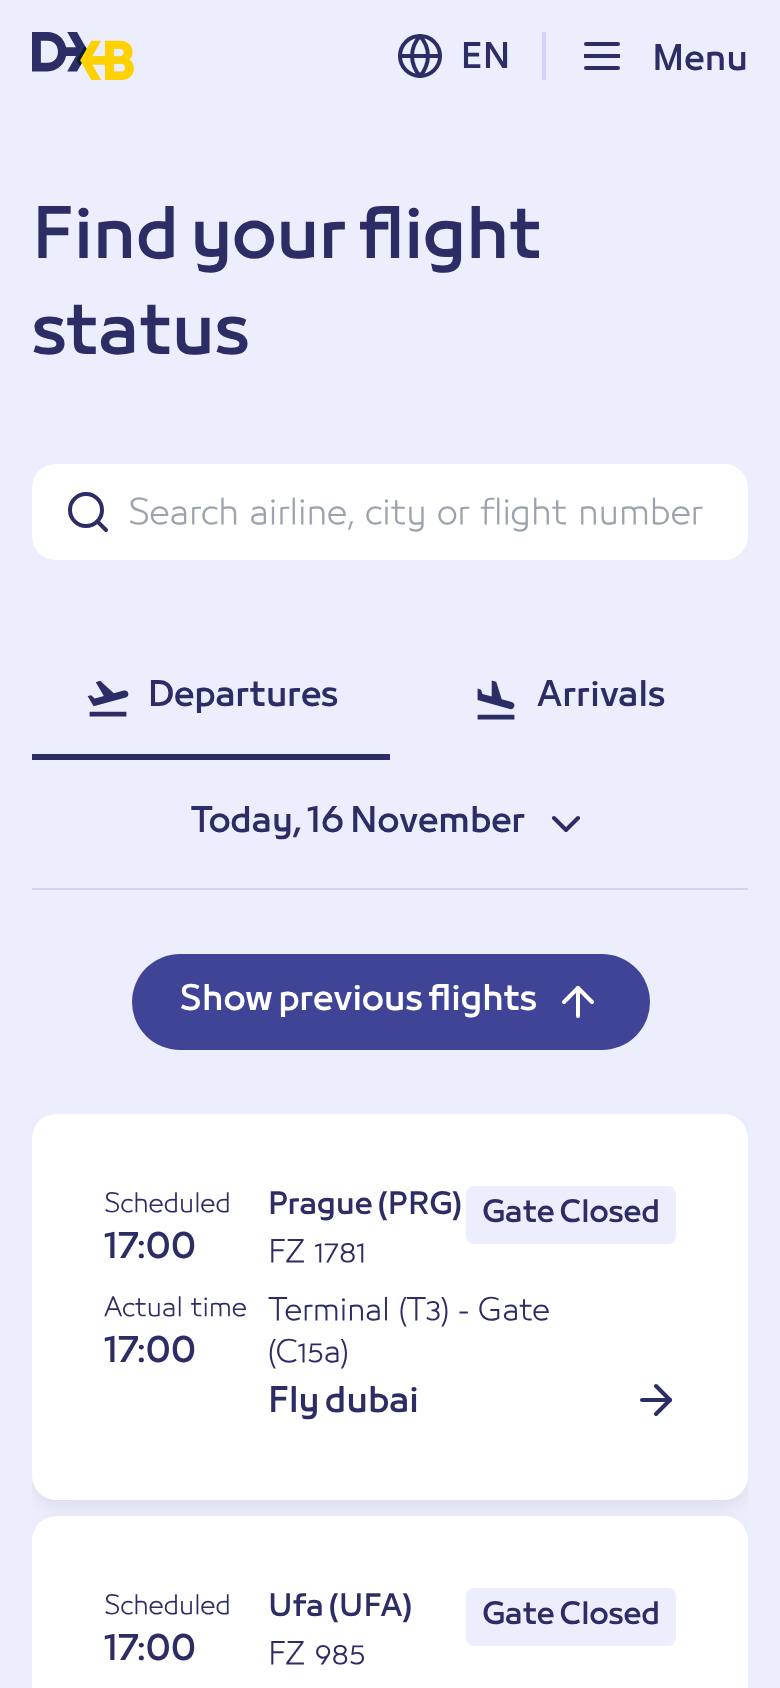 DXB
EN
Menu
Find your flight
status
Search airline, city or flight number
Departures
Arrivals
Today, 16 November
Show previous flights
Scheduled
17:00
Prague (PRG)
FZ 1781
Gate Closed
Actual time
17:00
Terminal (T3) - Gate
(C15a)
Fly dubai
Scheduled
17:00
Ufa (UFA)
FZ 985
Gate Closed